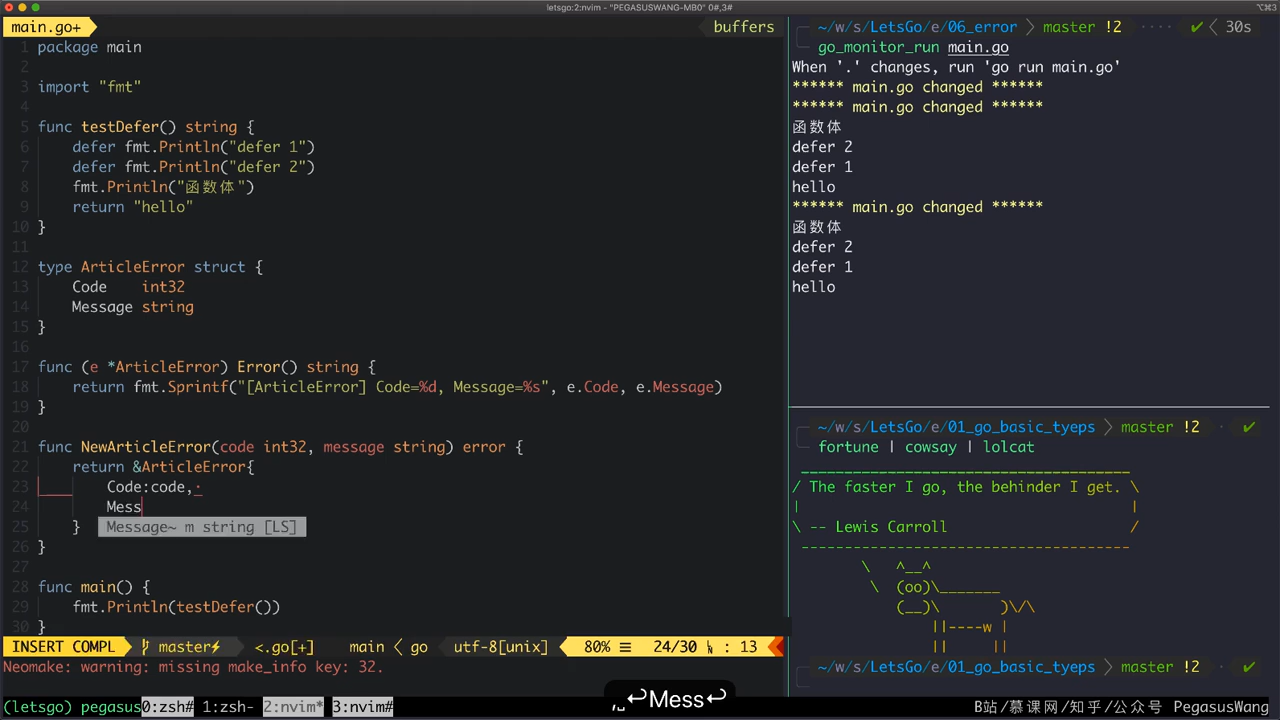 letsgo:2:nvim - "PEGASUSWANG-MB0" 0#,3#
⌥⌘3
main.go+
buffers
1 package main
2
3 import "fmt"
4
5 func testDefer() string {
6     defer fmt.Println("defer 1")
7     defer fmt.Println("defer 2")
8     fmt.Println("函数体")
9     return "hello"
10 }
11
12 type ArticleError struct {
13     Code    int32
14     Message string
15 }
16
17 func (e *ArticleError) Error() string {
18     return fmt.Sprintf("[ArticleError] Code=%d, Message=%s", e.Code, e.Message)
19 }
20
21 func NewArticleError(code int32, message string) error {
22     return &ArticleError{
23         Code:code,·
24         Mess
25     }  Message~ m string [LS]
26 }
27
28 func main() {
29     fmt.Println(testDefer())
30 }
INSERT COMPL master⚡ <.go[+] main < go utf-8[unix] 80% ≡ 24/30 : 13
Neomake: warning: missing make_info key: 32.
~/w/s/LetsGo/e/06_error > master !2 ···· ✔ < 30s
go_monitor_run main.go
When '.' changes, run 'go run main.go'
****** main.go changed ******
****** main.go changed ******
函数体
defer 2
defer 1
hello
****** main.go changed ******
函数体
defer 2
defer 1
hello
~/w/s/LetsGo/e/01_go_basic_tyeps > master !2 · ✔
fortune | cowsay | lolcat
/ The faster I go, the behinder I get. \
|                                      |
\ -- Lewis Carroll                     /
--------------------------------------
\   ^__^
 \  (oo)\_______
    (__)\       )\/\
        ||----w |
        ||     ||
~/w/s/LetsGo/e/01_go_basic_tyeps > master !2 · ✔
↩Mess↩
(letsgo) pegasus0:zsh# 1:zsh- 2:nvim* 3:nvim#
B站/慕课网/知乎/公众号 PegasusWang